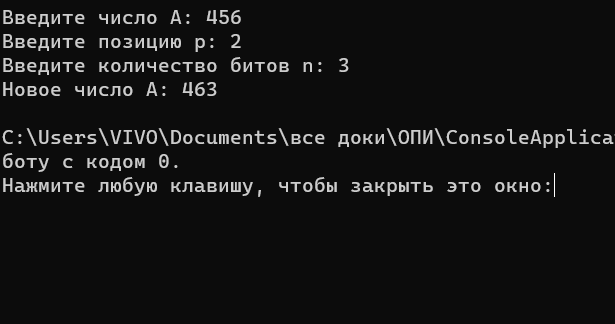 Введите число A: 456
Введите позицию p: 2
Введите количество битов n: 3
Новое число A: 463
C:\Users\VIVO\Documents\все доки\ОПИ\ConsoleApplica
боту с кодом 0.
Нажмите любую клавишу, чтобы закрыть это окно: